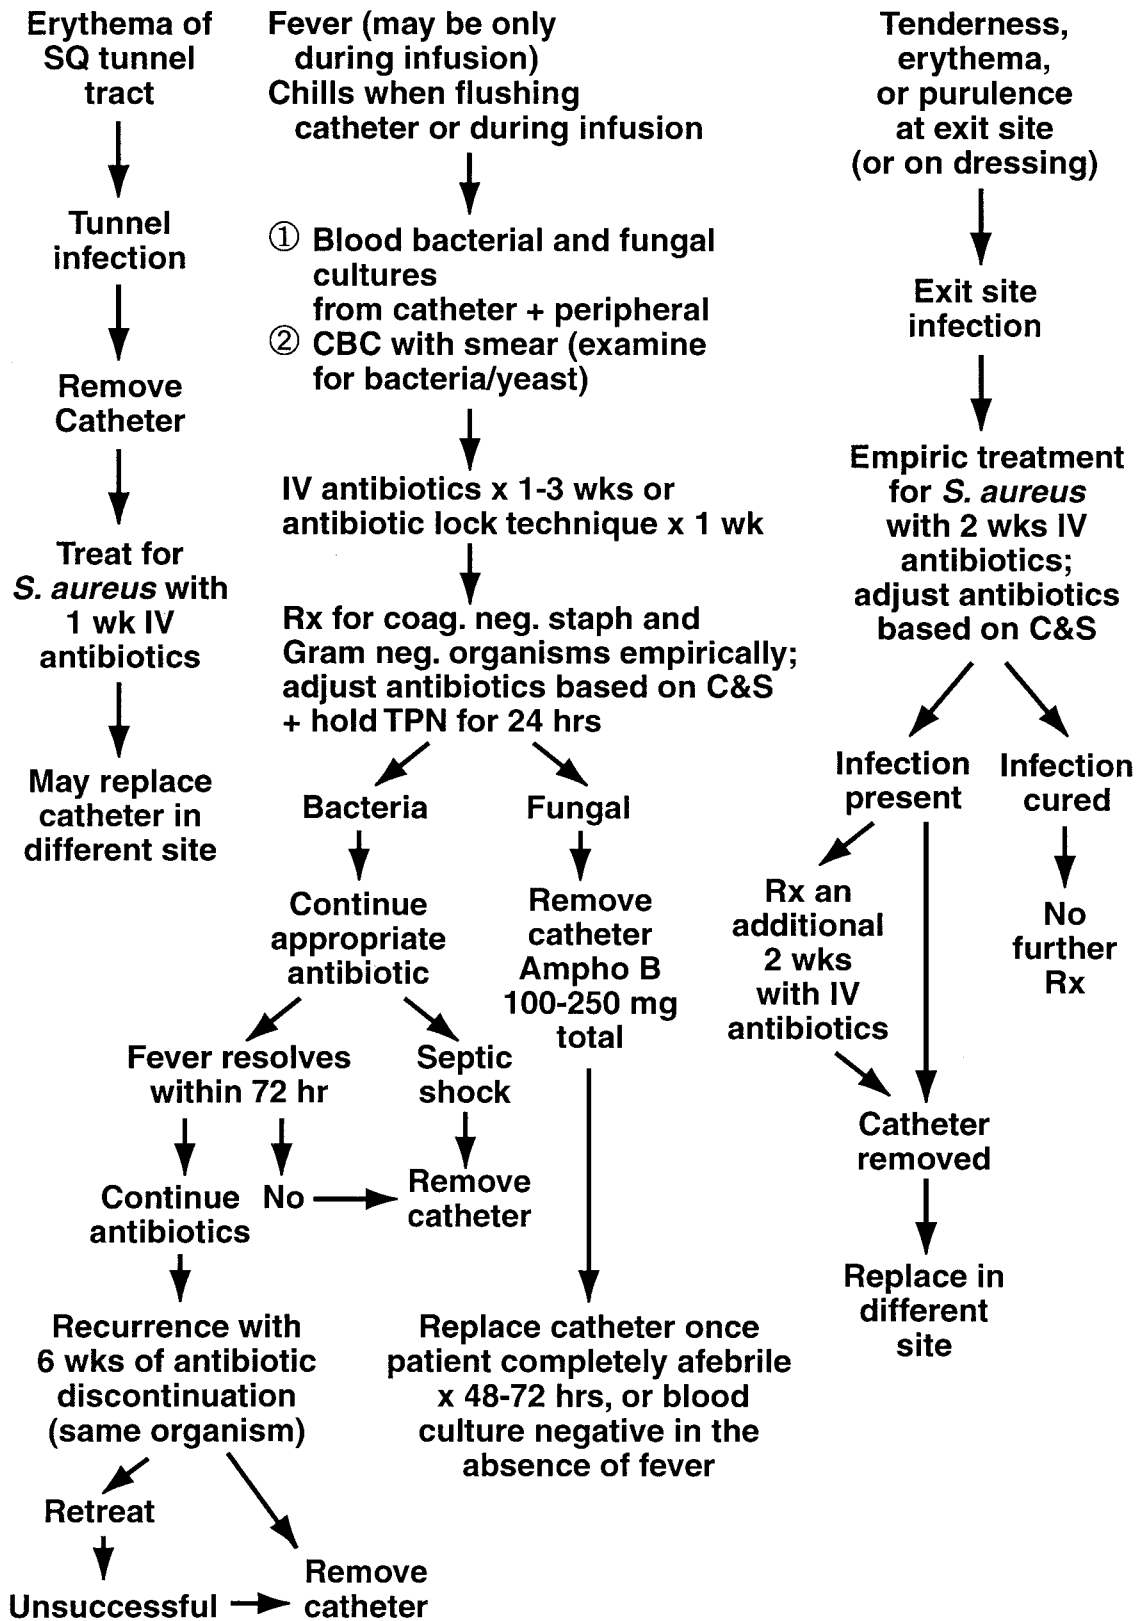 Erythema of
SQ tunnel
tract
Tunnel
infection
Remove
Catheter
Treat for
S. aureus with
1 wk IV
antibiotics
May replace
catheter in
different site
Fever (may be only
during infusion)
Chills when flushing
catheter or during infusion
① Blood bacterial and fungal
cultures
from catheter + peripheral
② CBC with smear (examine
for bacteria/yeast)
IV antibiotics x 1-3 wks or
antibiotic lock technique x 1 wk
Rx for coag. neg. staph and
Gram neg. organisms empirically;
adjust antibiotics based on C&S
+ hold TPN for 24 hrs
Bacteria
Continue
appropriate
antibiotic
Fever resolves
within 72 hr
Continue
antibiotics
No
Septic
shock
Remove
catheter
Recurrence with
6 wks of antibiotic
discontinuation
(same organism)
Retreat
Unsuccessful
Remove
catheter
Fungal
Remove
catheter
Ampho B
100-250 mg
total
Replace catheter once
patient completely afebrile
x 48-72 hrs, or blood
culture negative in the
absence of fever
Tenderness,
erythema,
or purulence
at exit site
(or on dressing)
Exit site
infection
Empiric treatment
for S. aureus
with 2 wks IV
antibiotics;
adjust antibiotics
based on C&S
Infection
present
Rx an
additional
2 wks
with IV
antibiotics
Catheter
removed
Replace in
different
site
Infection
cured
No
further
Rx